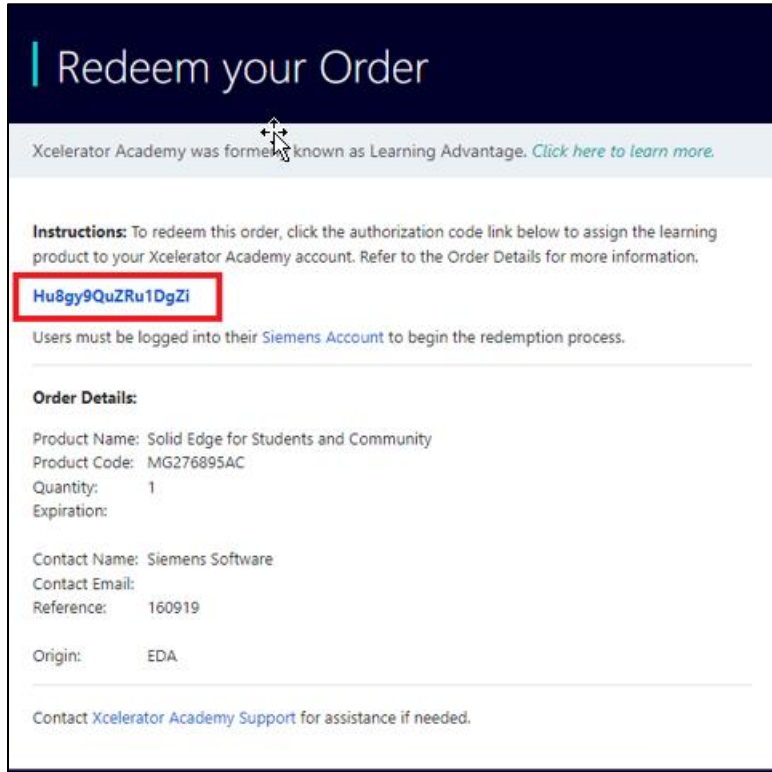 Redeem your Order
Xcelerator Academy was formerly known as Learning Advantage. Click here to learn more.
Instructions: To redeem this order, click the authorization code link below to assign the learning
product to your Xcelerator Academy account. Refer to the Order Details for more information.
Hu8gy9QuZRu1DgZi
Users must be logged into their Siemens Account to begin the redemption process.
Order Details:
Product Name: Solid Edge for Students and Community
Product Code: MG276895AC
Quantity: 1
Expiration:
Contact Name: Siemens Software
Contact Email:
Reference: 160919
Origin: EDA
Contact Xcelerator Academy Support for assistance if needed.